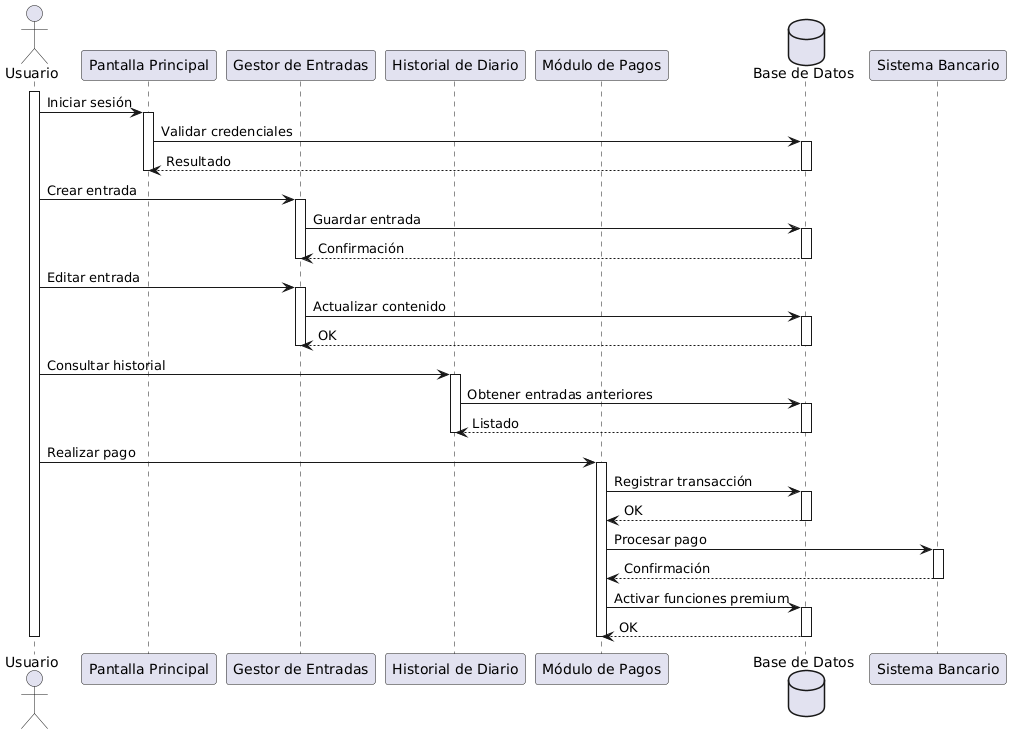 Usuario
Pantalla Principal
Gestor de Entradas
Historial de Diario
Módulo de Pagos
Base de Datos
Sistema Bancario
Iniciar sesión
Validar credenciales
Resultado
Crear entrada
Guardar entrada
Confirmación
Editar entrada
Actualizar contenido
OK
Consultar historial
Obtener entradas anteriores
Listado
Realizar pago
Registrar transacción
OK
Procesar pago
Confirmación
Activar funciones premium
OK
Usuario
Pantalla Principal
Gestor de Entradas
Historial de Diario
Módulo de Pagos
Base de Datos
Sistema Bancario